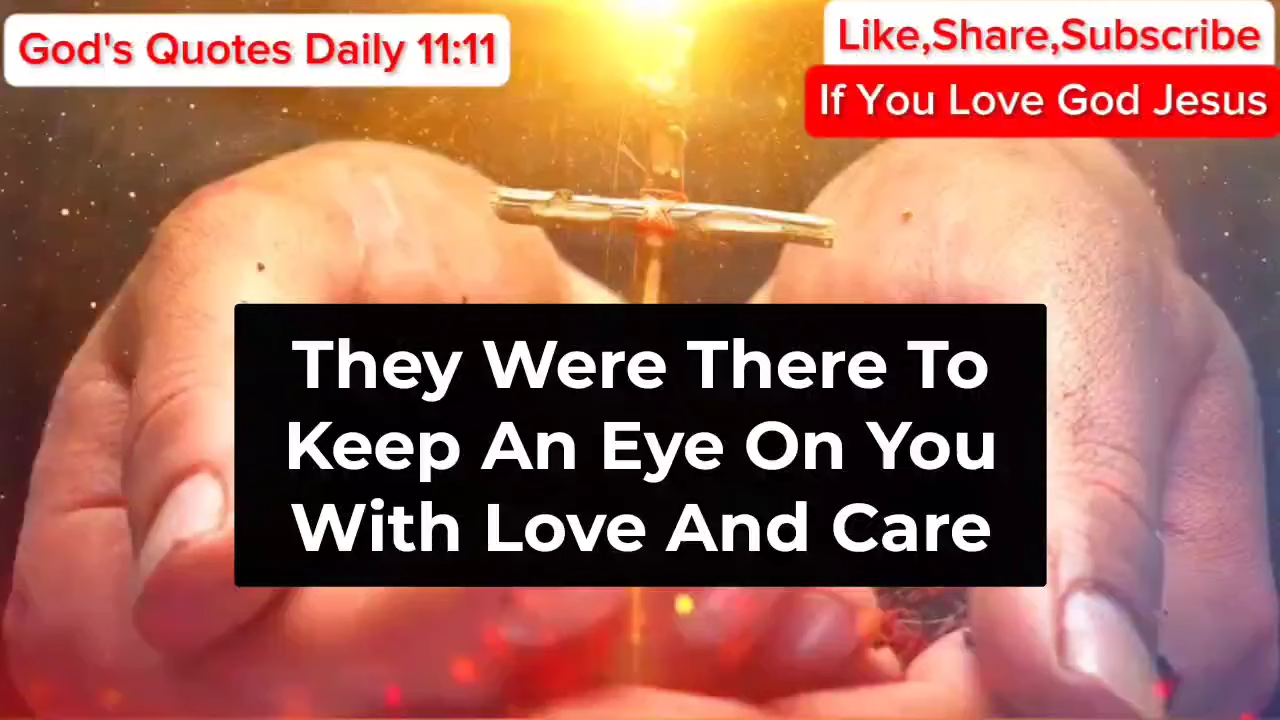 God's Quotes Daily 11:11
Like,Share,Subscribe
If You Love God Jesus
They Were There To
Keep An Eye On You
With Love And Care